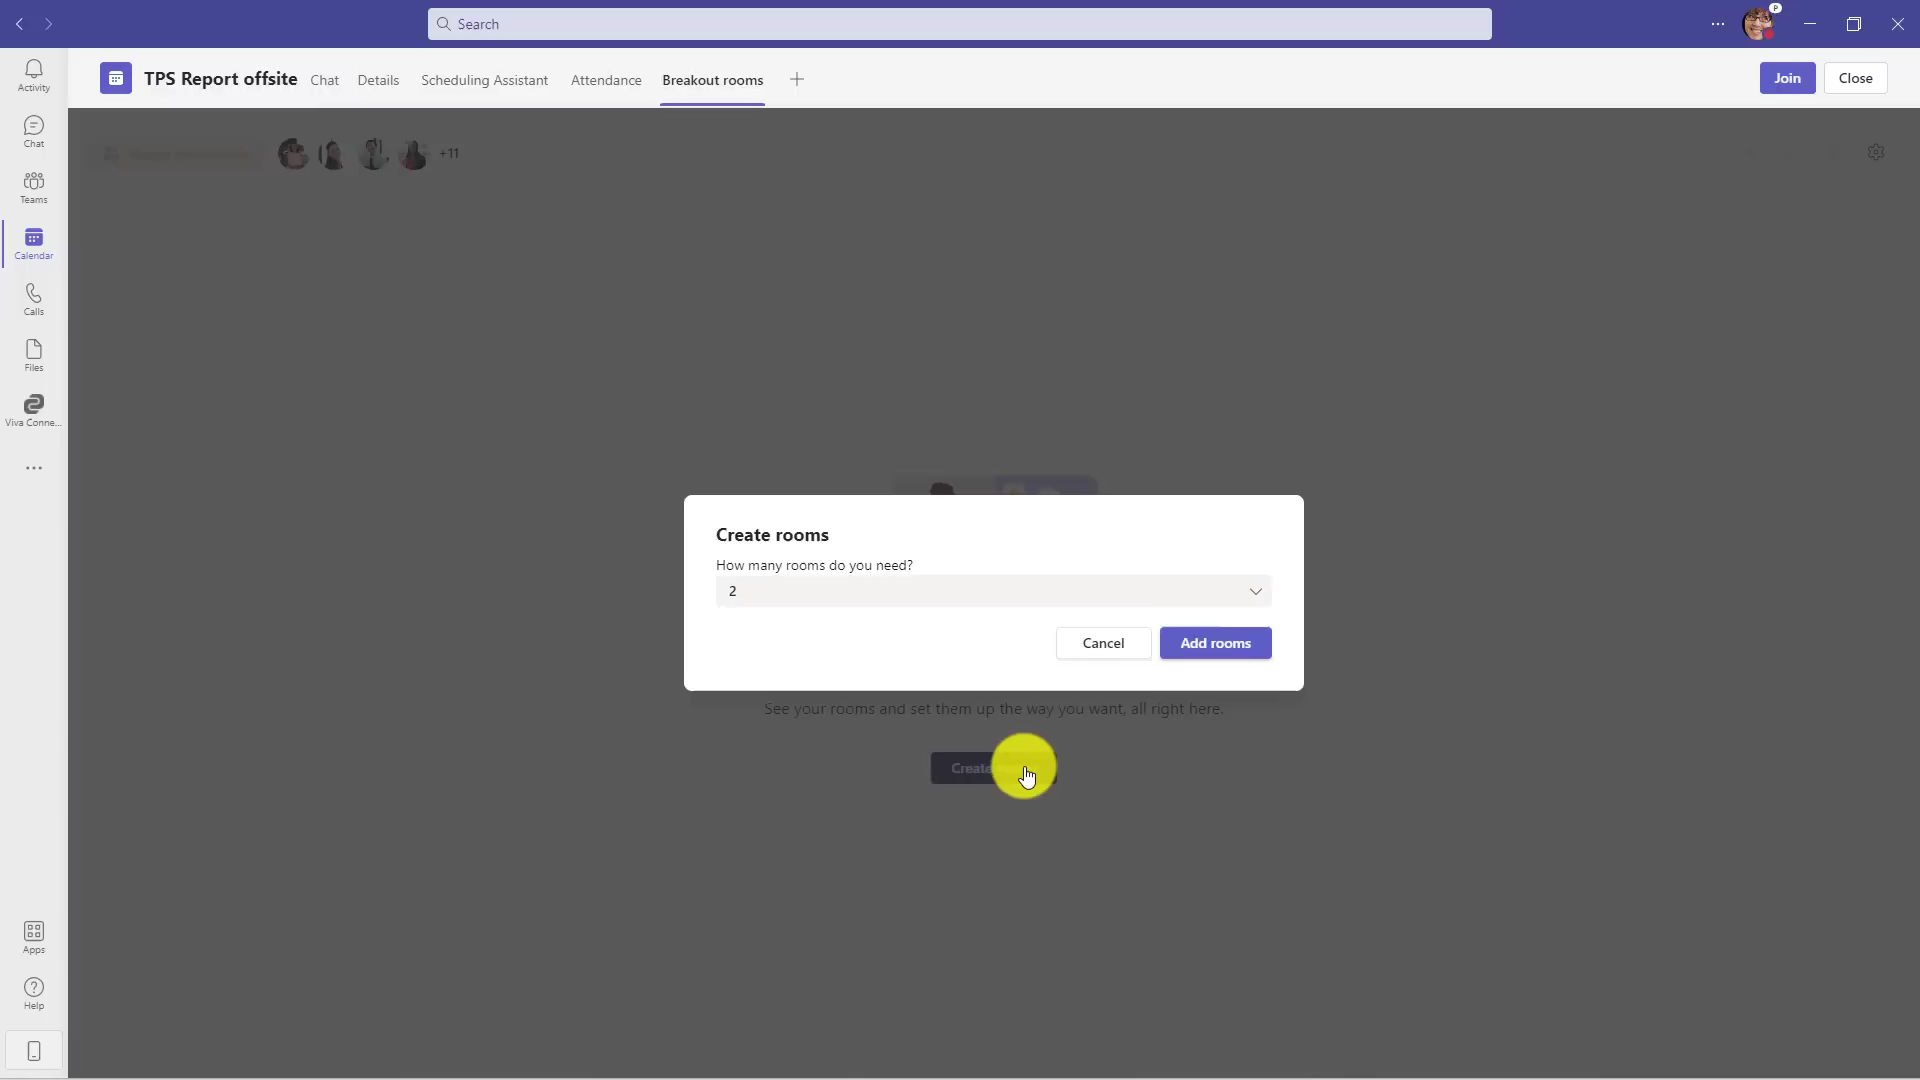 Search
P
TPS Report offsite
Chat
Details
Scheduling Assistant
Attendance
Breakout rooms
Join
Close
Activity
Chat
Teams
Calendar
Calls
Files
Viva Conne...
Apps
Help
+11
Create rooms
How many rooms do you need?
2
Cancel
Add rooms
See your rooms and set them up the way you want, all right here.
Create